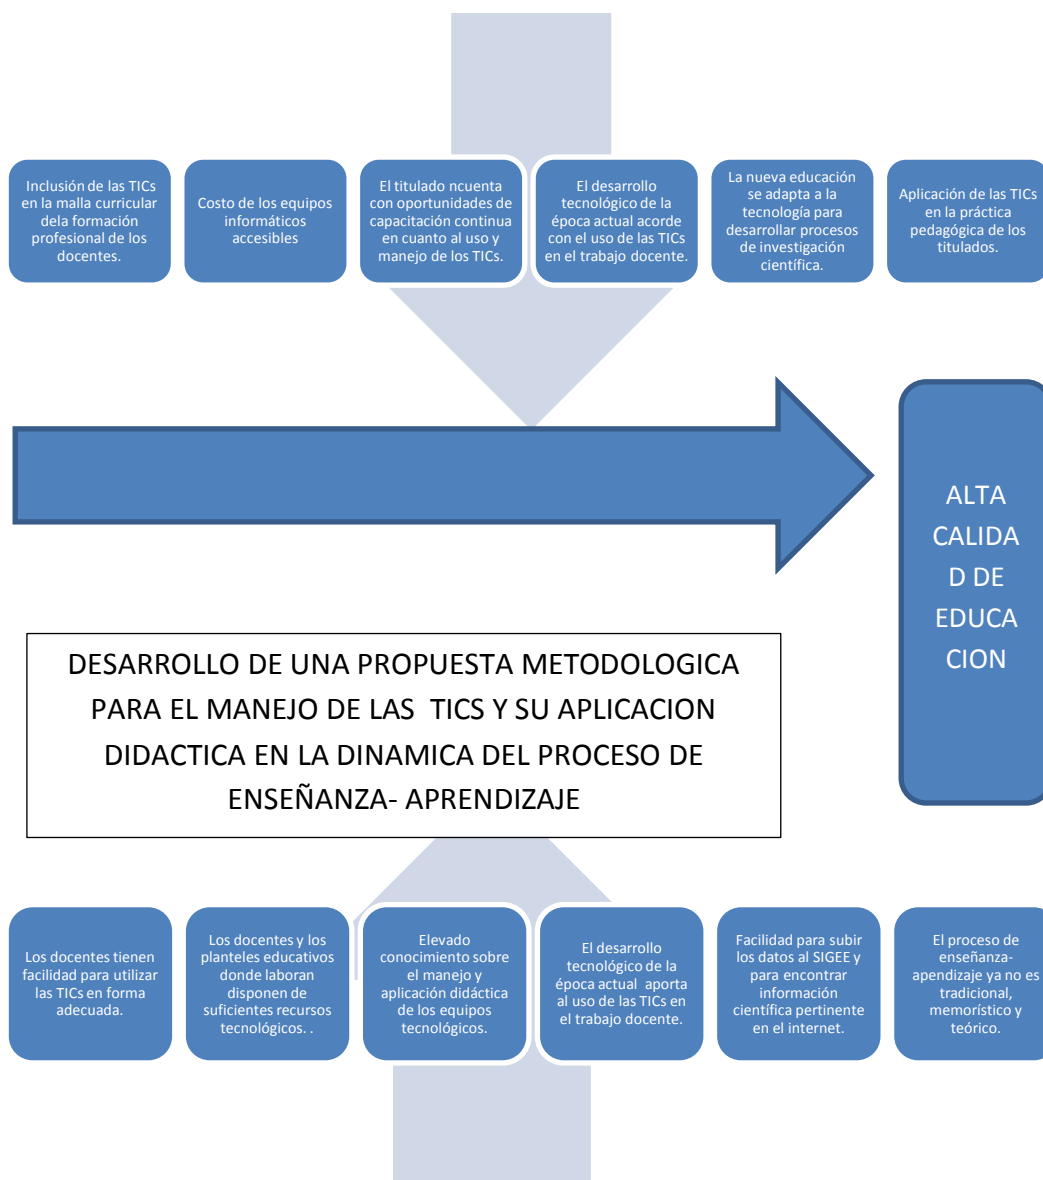 Inclusión de las TICs
en la malla curricular
dela formación
profesional de los
docentes.
Costo de los equipos
informáticos
accesibles
El titulado ncuenta
con oportunidades de
capacitación continua
en cuanto al uso y
manejo de los TICs.
El desarrollo
tecnológico de la
época actual acorde
con el uso de las TICs
en el trabajo docente.
La nueva educación
se adapta a la
tecnología para
desarrollar procesos
de investigación
científica.
Aplicación de las TICs
en la práctica
pedagógica de los
titulados.
ALTA
CALIDA
D DE
EDUCA
CION
DESARROLLO DE UNA PROPUESTA METODOLOGICA
PARA EL MANEJO DE LAS TICS Y SU APLICACION
DIDACTICA EN LA DINAMICA DEL PROCESO DE
ENSEÑANZA- APRENDIZAJE
Los docentes tienen
facilidad para utilizar
las TICs en forma
adecuada.
Los docentes y los
planteles educativos
donde laboran
disponen de
suficientes recursos
tecnológicos. .
Elevado
conocimiento sobre
el manejo y
aplicación didáctica
de los equipos
tecnológicos.
El desarrollo
tecnológico de la
época actual aporta
al uso de las TICs en
el trabajo docente.
Facilidad para subir
los datos al SIGEE y
para encontrar
información
científica pertinente
en el internet.
El proceso de
enseñanza-
apendizaje ya no es
tradicional,
memorístico y
teórico.